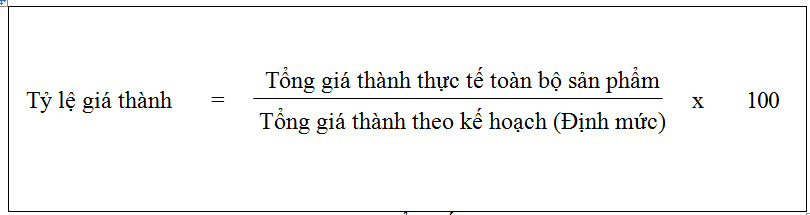 Tổng giá thành thực tế toàn bộ sản phẩm
Tỷ lệ giá thành = x 100
Tổng giá thành theo kế hoạch (Định mức)